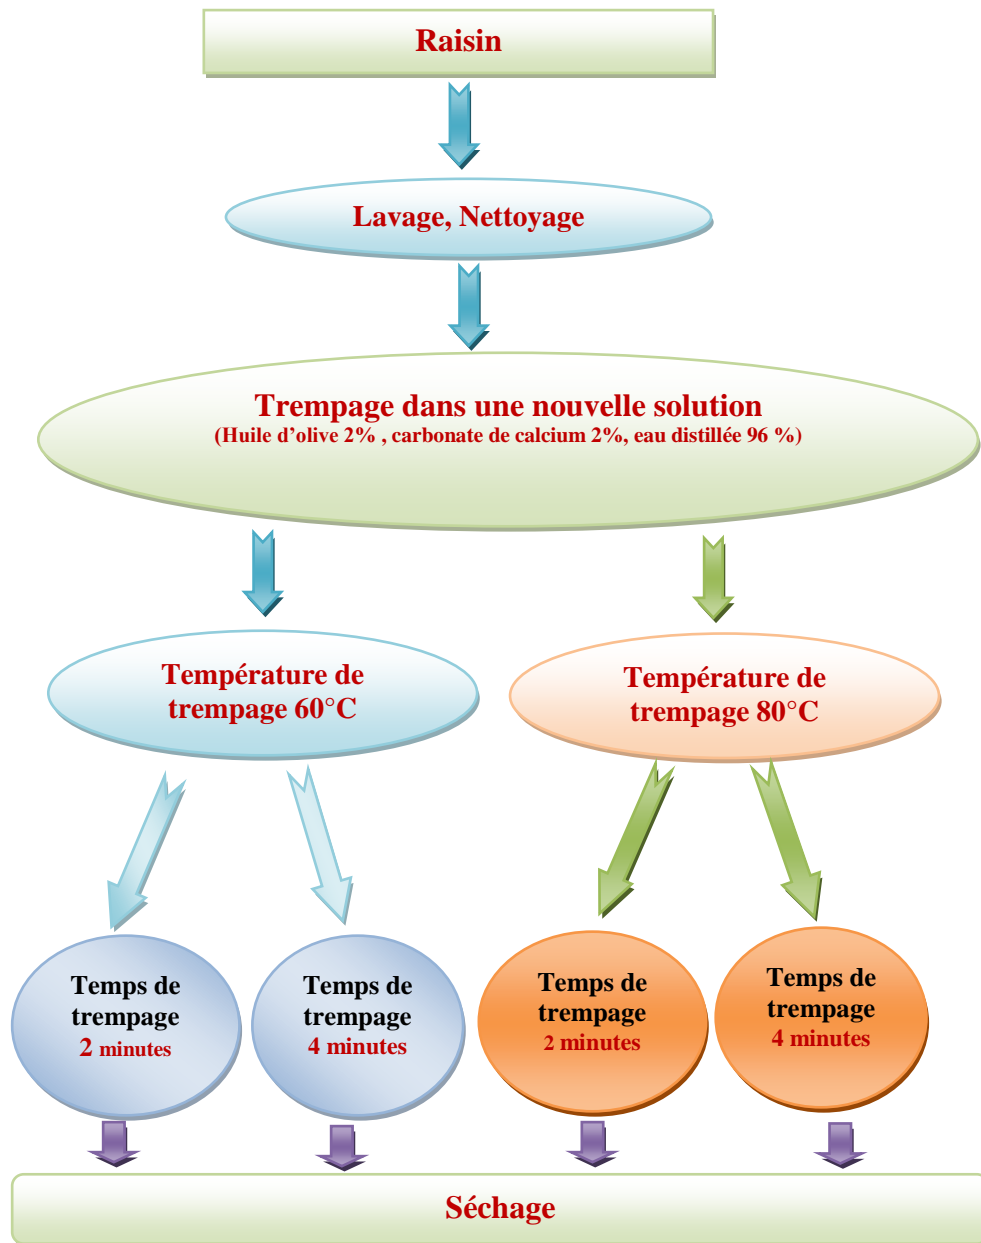 Raisin
Lavage, Nettoyage
Trempage dans une nouvelle solution
(Huile d’olive 2% , carbonate de calcium 2%, eau distillée 96 %)
Température de
trempage 60°C
Température de
trempage 80°C
Temps de
trempage
2 minutes
Temps de
trempage
4 minutes
Temps de
trempage
2 minutes
Temps de
trempage
4 minutes
Séchage